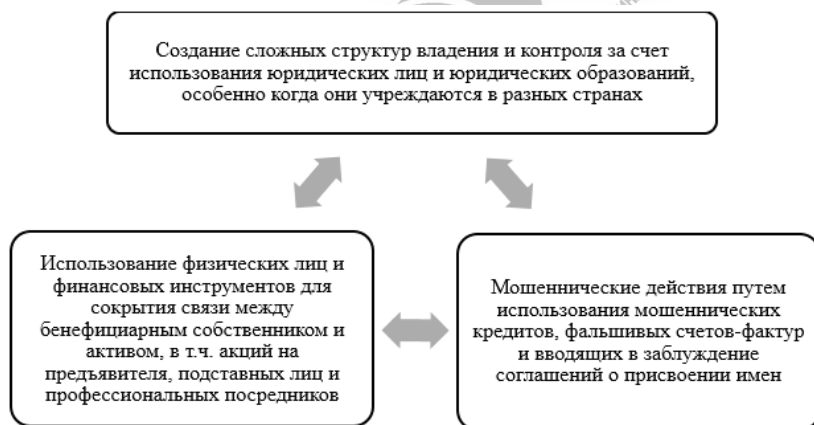 Создание сложных структур владения и контроля за счет
использования юридических лиц и юридических образований,
особенно когда они учреждаются в разных странах
Использование физических лиц и
финансовых инструментов для
сокрытия связи между
бенефициарным собственником и
активом, в т.ч. акций на
предъявителя, подставных лиц и
профессиональных посредников
Мошеннические действия путем
использования мошеннических
кредитов, фальшивых счетов-фактур
и вводящих в заблуждение
соглашений о присвоении имен